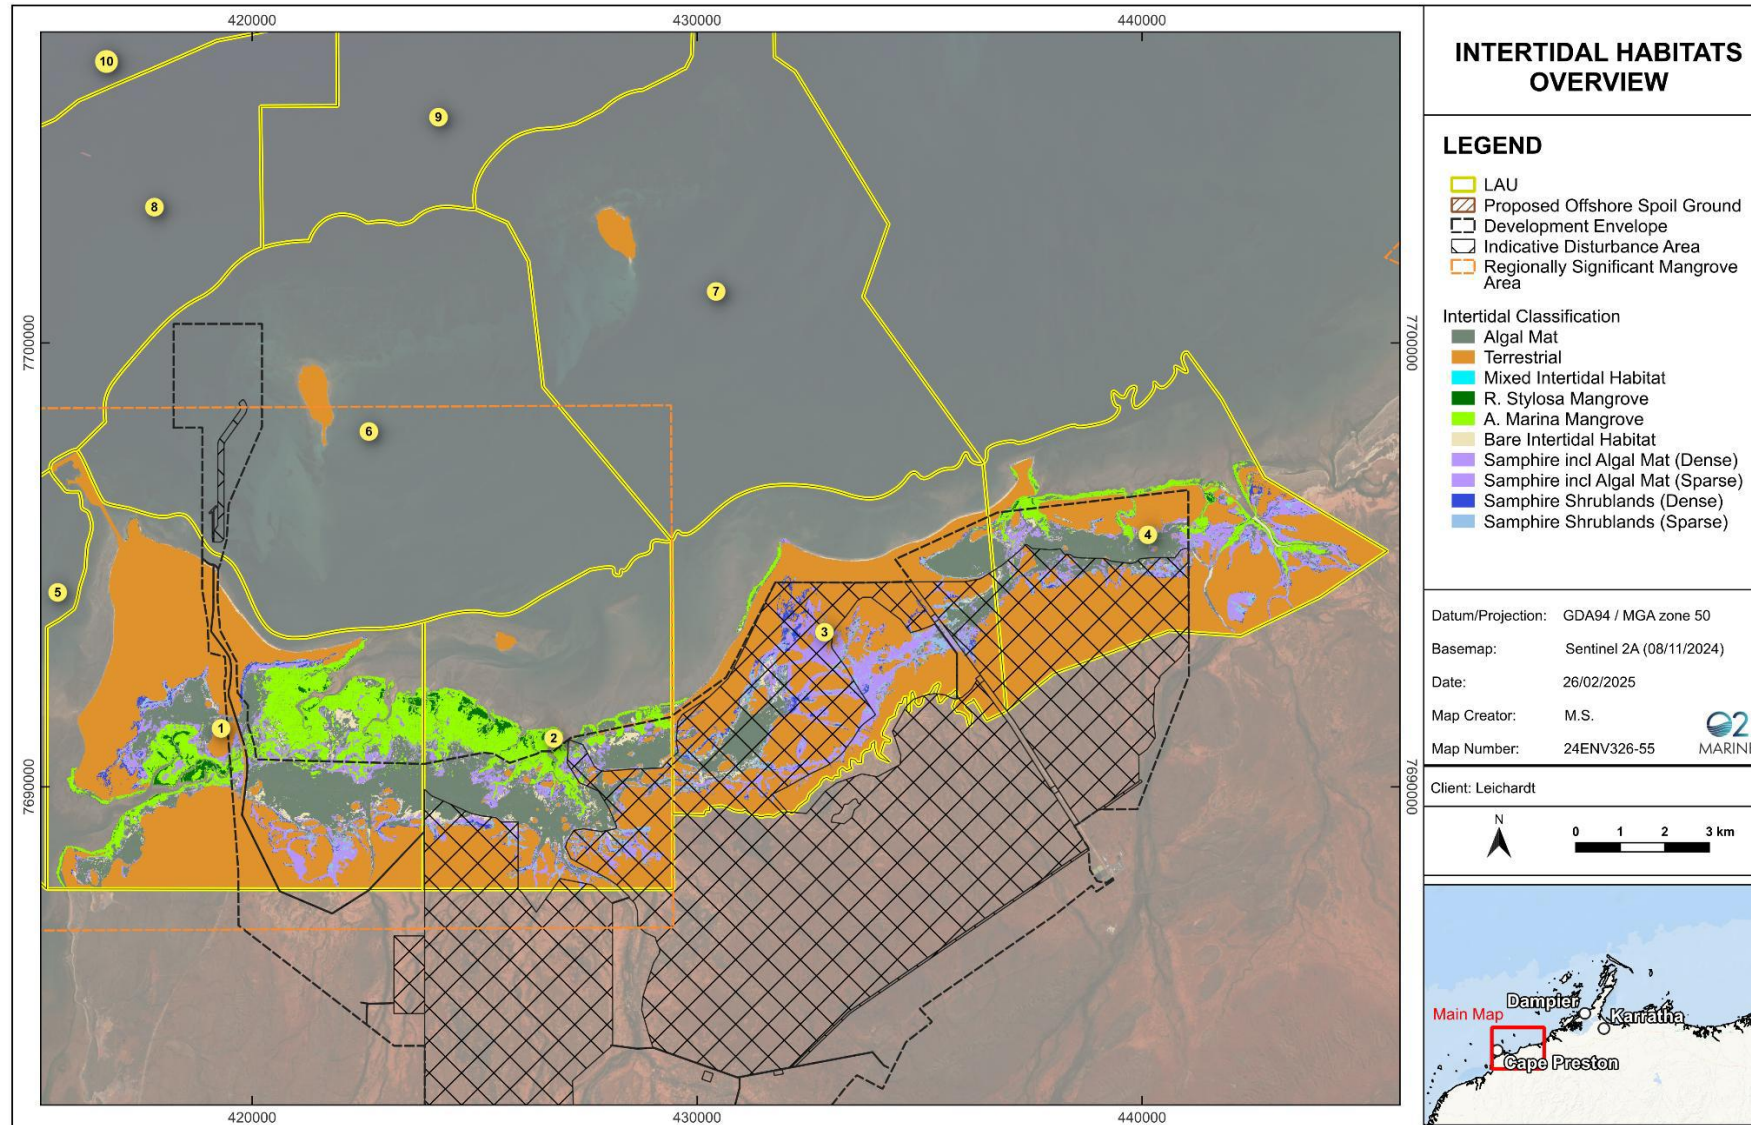 420000
430000
440000
10
9
8
7
7700000
7700000
6
5
4
3
2
1
7690000
7690000
420000
430000
440000
INTERTIDAL HABITATS
OVERVIEW
LEGEND
LAU
Proposed Offshore Spoil Ground
Development Envelope
Indicative Disturbance Area
Regionally Significant Mangrove
Area
Intertidal Classification
Algal Mat
Terrestrial
Mixed Intertidal Habitat
R. Stylosa Mangrove
A. Marina Mangrove
Bare Intertidal Habitat
Samphire incl Algal Mat (Dense)
Samphire incl Algal Mat (Sparse)
Samphire Shrublands (Dense)
Samphire Shrublands (Sparse)
Datum/Projection: GDA94 / MGA zone 50
Basemap: Sentinel 2A (08/11/2024)
Date: 26/02/2025
Map Creator: M.S.
Map Number: 24ENV326-55
O2
MARINE
Client: Leichardt
N
0 1 2 3 km
Dampier
Karratha
Main Map
Cape Preston